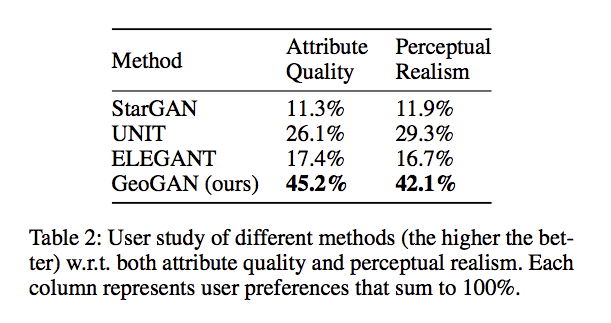 Method Attribute Quality Perceptual Realism
StarGAN 11.3% 11.9%
UNIT 26.1% 29.3%
ELEGANT 17.4% 16.7%
GeoGAN (ours) 45.2% 42.1%
Table 2: User study of different methods (the higher the bet-
ter) w.r.t. both attribute quality and perceptual realism. Each
column represents user preferences that sum to 100%.